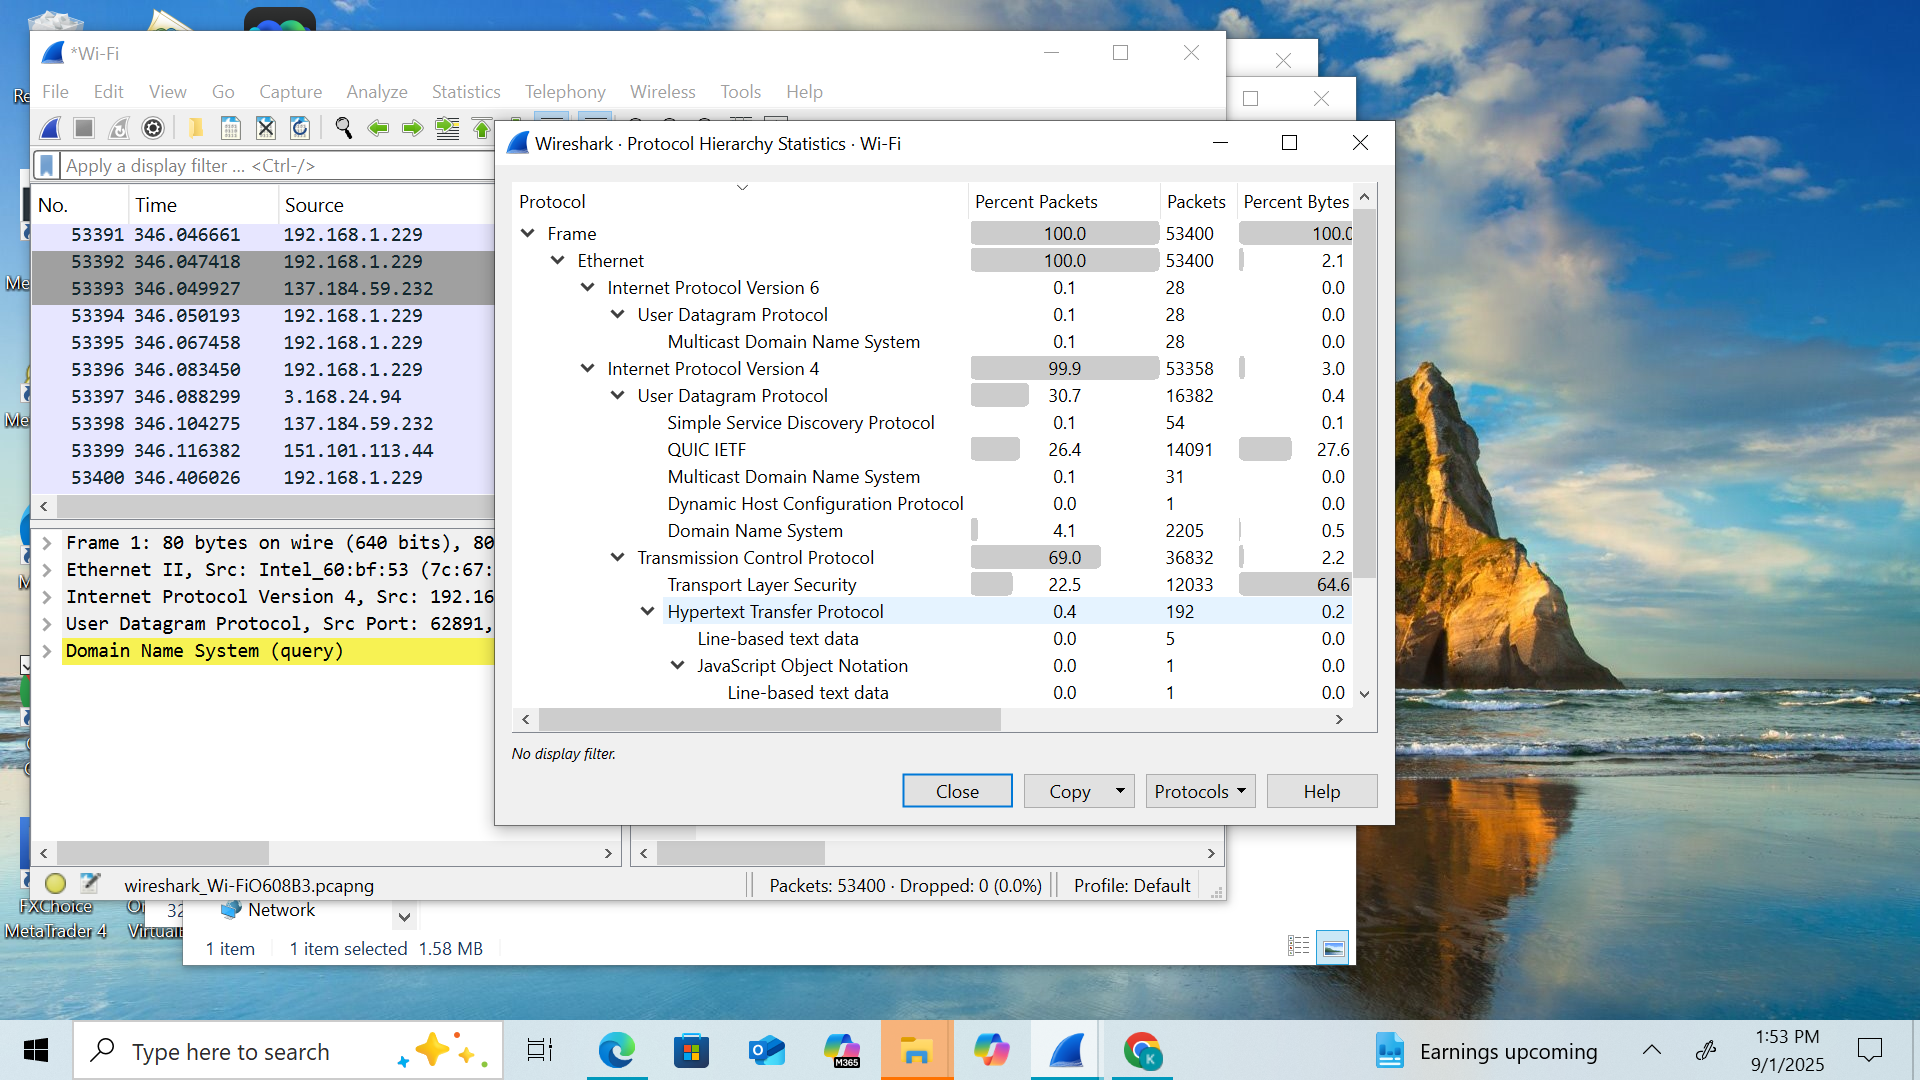 *Wi-Fi
File Edit View Go Capture Analyze Statistics Telephony Wireless Tools Help
Apply a display filter ... <Ctrl-/>
No. Time Source
53391 346.046661 192.168.1.229
53392 346.047418 192.168.1.229
53393 346.049927 137.184.59.232
53394 346.050193 192.168.1.229
53395 346.067458 192.168.1.229
53396 346.083450 192.168.1.229
53397 346.088299 3.168.24.94
53398 346.104275 137.184.59.232
53399 346.116382 151.101.113.44
53400 346.406026 192.168.1.229
Frame 1: 80 bytes on wire (640 bits), 80
Ethernet II, Src: Intel_60:bf:53 (7c:67:
Internet Protocol Version 4, Src: 192.16
User Datagram Protocol, Src Port: 62891,
Domain Name System (query)
wireshark_Wi-FiO608B3.pcapng Packets: 53400 · Dropped: 0 (0.0%) Profile: Default
Wireshark · Protocol Hierarchy Statistics · Wi-Fi
Protocol Percent Packets Packets Percent Bytes
Frame 100.0 53400 100.0
Ethernet 100.0 53400 2.1
Internet Protocol Version 6 0.1 28 0.0
User Datagram Protocol 0.1 28 0.0
Multicast Domain Name System 0.1 28 0.0
Internet Protocol Version 4 99.9 53358 3.0
User Datagram Protocol 30.7 16382 0.4
Simple Service Discovery Protocol 0.1 54 0.1
QUIC IETF 26.4 14091 27.6
Multicast Domain Name System 0.1 31 0.0
Dynamic Host Configuration Protocol 0.0 1 0.0
Domain Name System 4.1 2205 0.5
Transmission Control Protocol 69.0 36832 2.2
Transport Layer Security 22.5 12033 64.6
Hypertext Transfer Protocol 0.4 192 0.2
Line-based text data 0.0 5 0.0
JavaScript Object Notation 0.0 1 0.0
Line-based text data 0.0 1 0.0
No display filter.
Close Copy Protocols Help
FXChoice
MetaTrader 4
32
Network
1 item 1 item selected 1.58 MB
Type here to search
M365
K
Earnings upcoming
1:53 PM
9/1/2025